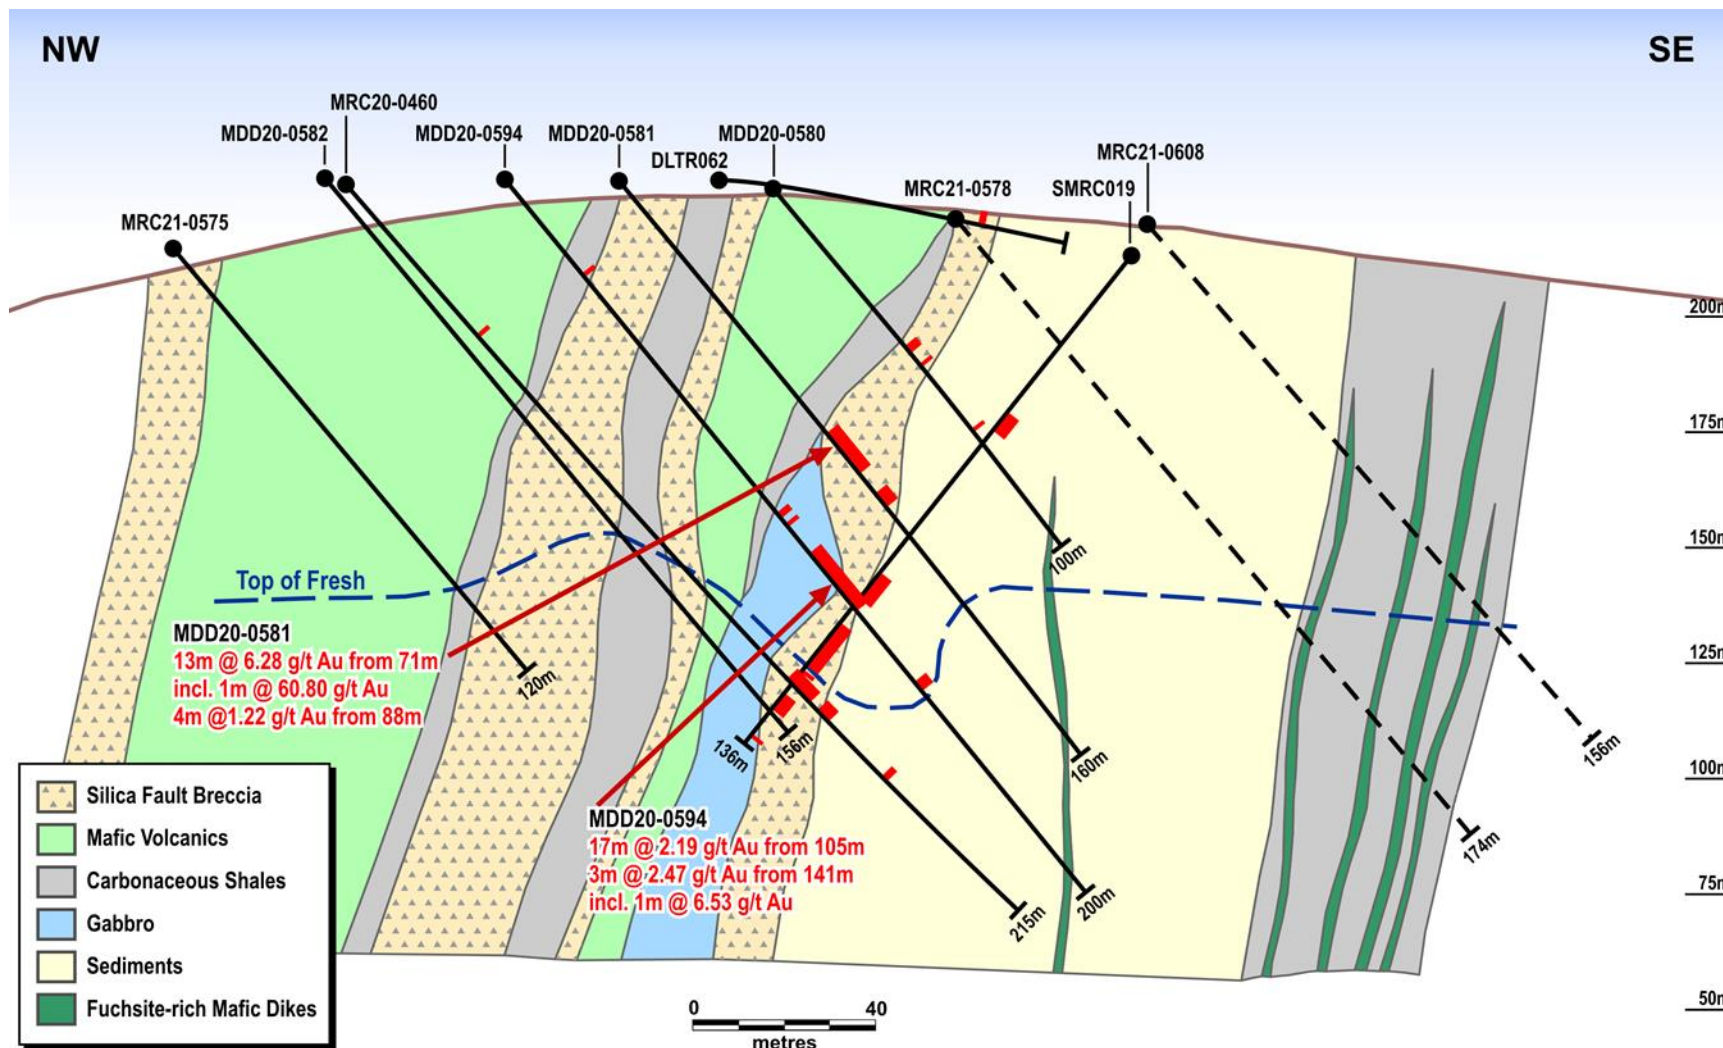 NW
SE
MRC20-0460
MDD20-0582
MDD20-0594
MDD20-0581
MDD20-0580
DLTR062
MRC21-0608
MRC21-0578
SMRC019
MRC21-0575
200m
175m
150m
125m
100m
75m
50m
Top of Fresh
MDD20-0581
13m @ 6.28 g/t Au from 71m
incl. 1m @ 60.80 g/t Au
4m @1.22 g/t Au from 88m
120m
136m
156m
100m
160m
156m
174m
200m
215m
MDD20-0594
17m @ 2.19 g/t Au from 105m
3m @ 2.47 g/t Au from 141m
incl. 1m @ 6.53 g/t Au
Silica Fault Breccia
Mafic Volcanics
Carbonaceous Shales
Gabbro
Sediments
Fuchsite-rich Mafic Dikes
0 40
metres